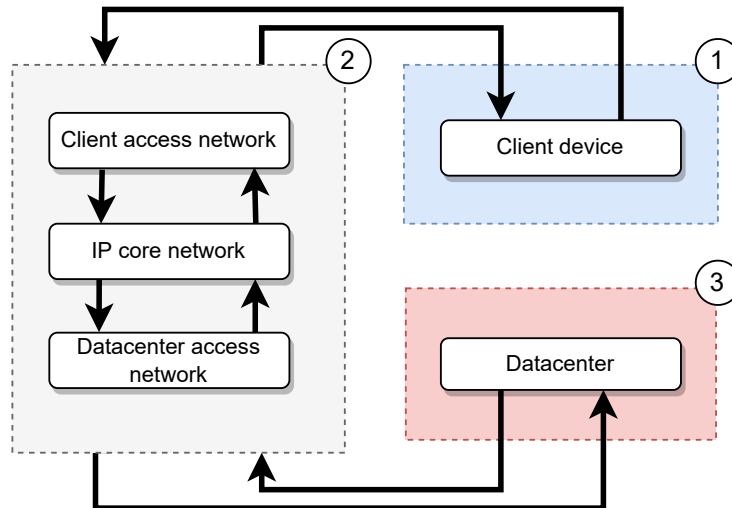 2
1
Client access network
Client device
IP core network
3
Datacenter access
network
Datacenter